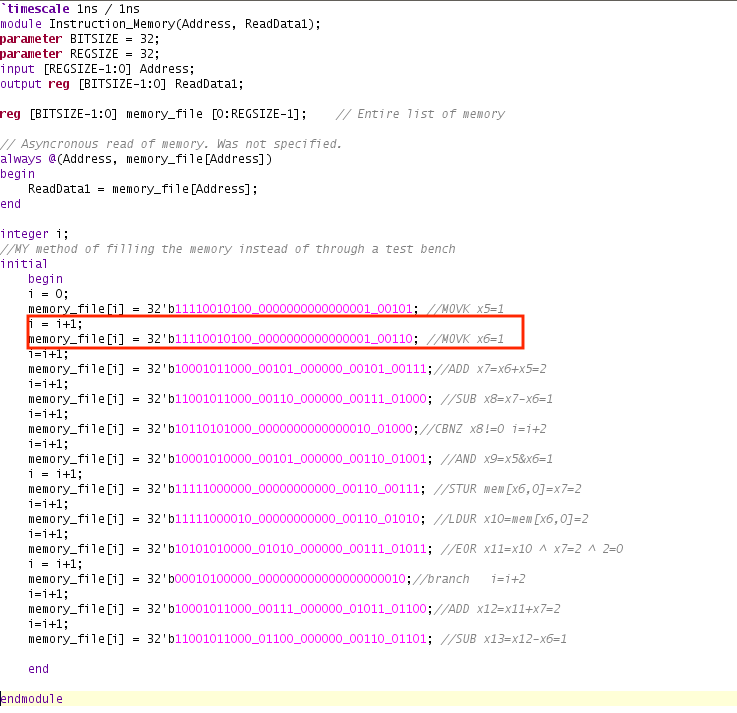 `timescale 1ns / 1ns
module Instruction_Memory(Address, ReadData1);
parameter BITSIZE = 32;
parameter REGSIZE = 32;
input [REGSIZE-1:0] Address;
output reg [BITSIZE-1:0] ReadData1;
reg [BITSIZE-1:0] memory_file [0:REGSIZE-1];    // Entire list of memory
// Asyncronous read of memory. Was not specified.
always @(Address, memory_file[Address])
begin
    ReadData1 = memory_file[Address];
end
integer i;
//MY method of filling the memory instead of through a test bench
initial
    begin
    i = 0;
    memory_file[i] = 32'b11110010100_0000000000000001_00101; //MOVK x5=1
    i = i+1;
    memory_file[i] = 32'b11110010100_0000000000000001_00110; //MOVK x6=1
    i=i+1;
    memory_file[i] = 32'b10001011000_00101_000000_00101_00111;//ADD x7=x6+x5=2
    i=i+1;
    memory_file[i] = 32'b11001011000_00110_000000_00111_01000; //SUB x8=x7-x6=1
    i=i+1;
    memory_file[i] = 32'b10110101000_0000000000000010_01000;//CBNZ x8!=0 i=i+2
    i=i+1;
    memory_file[i] = 32'b10001010000_00101_000000_00110_01001; //AND x9=x5&x6=1
    i = i+1;
    memory_file[i] = 32'b11111000000_00000000000_00110_00111; //STUR mem[x6,0]=x7=2
    i=i+1;
    memory_file[i] = 32'b11111000010_00000000000_00110_01010; //LDUR x10=mem[x6,0]=2
    i=i+1;
    memory_file[i] = 32'b10101010000_01010_000000_00111_01011; //EOR x11=x10 ^ x7=2 ^ 2=0
    i = i+1;
    memory_file[i] = 32'b00010100000_000000000000000000010;//branch   i=i+2
    i=i+1;
    memory_file[i] = 32'b10001011000_00111_000000_01011_01100;//ADD x12=x11+x7=2
    i=i+1;
    memory_file[i] = 32'b11001011000_01100_000000_00110_01101; //SUB x13=x12-x6=1
    end
endmodule